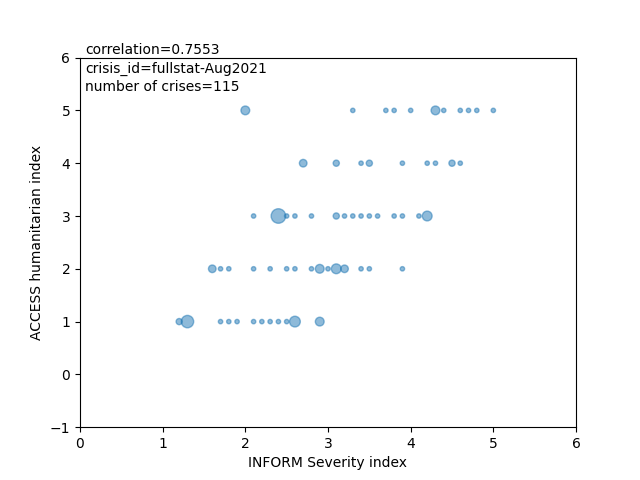 correlation=0.7553
crisis_id=fullstat-Aug2021
number of crises=115
6
5
4
3
2
1
0
−1
ACCESS humanitarian index
0 1 2 3 4 5 6
INFORM Severity index